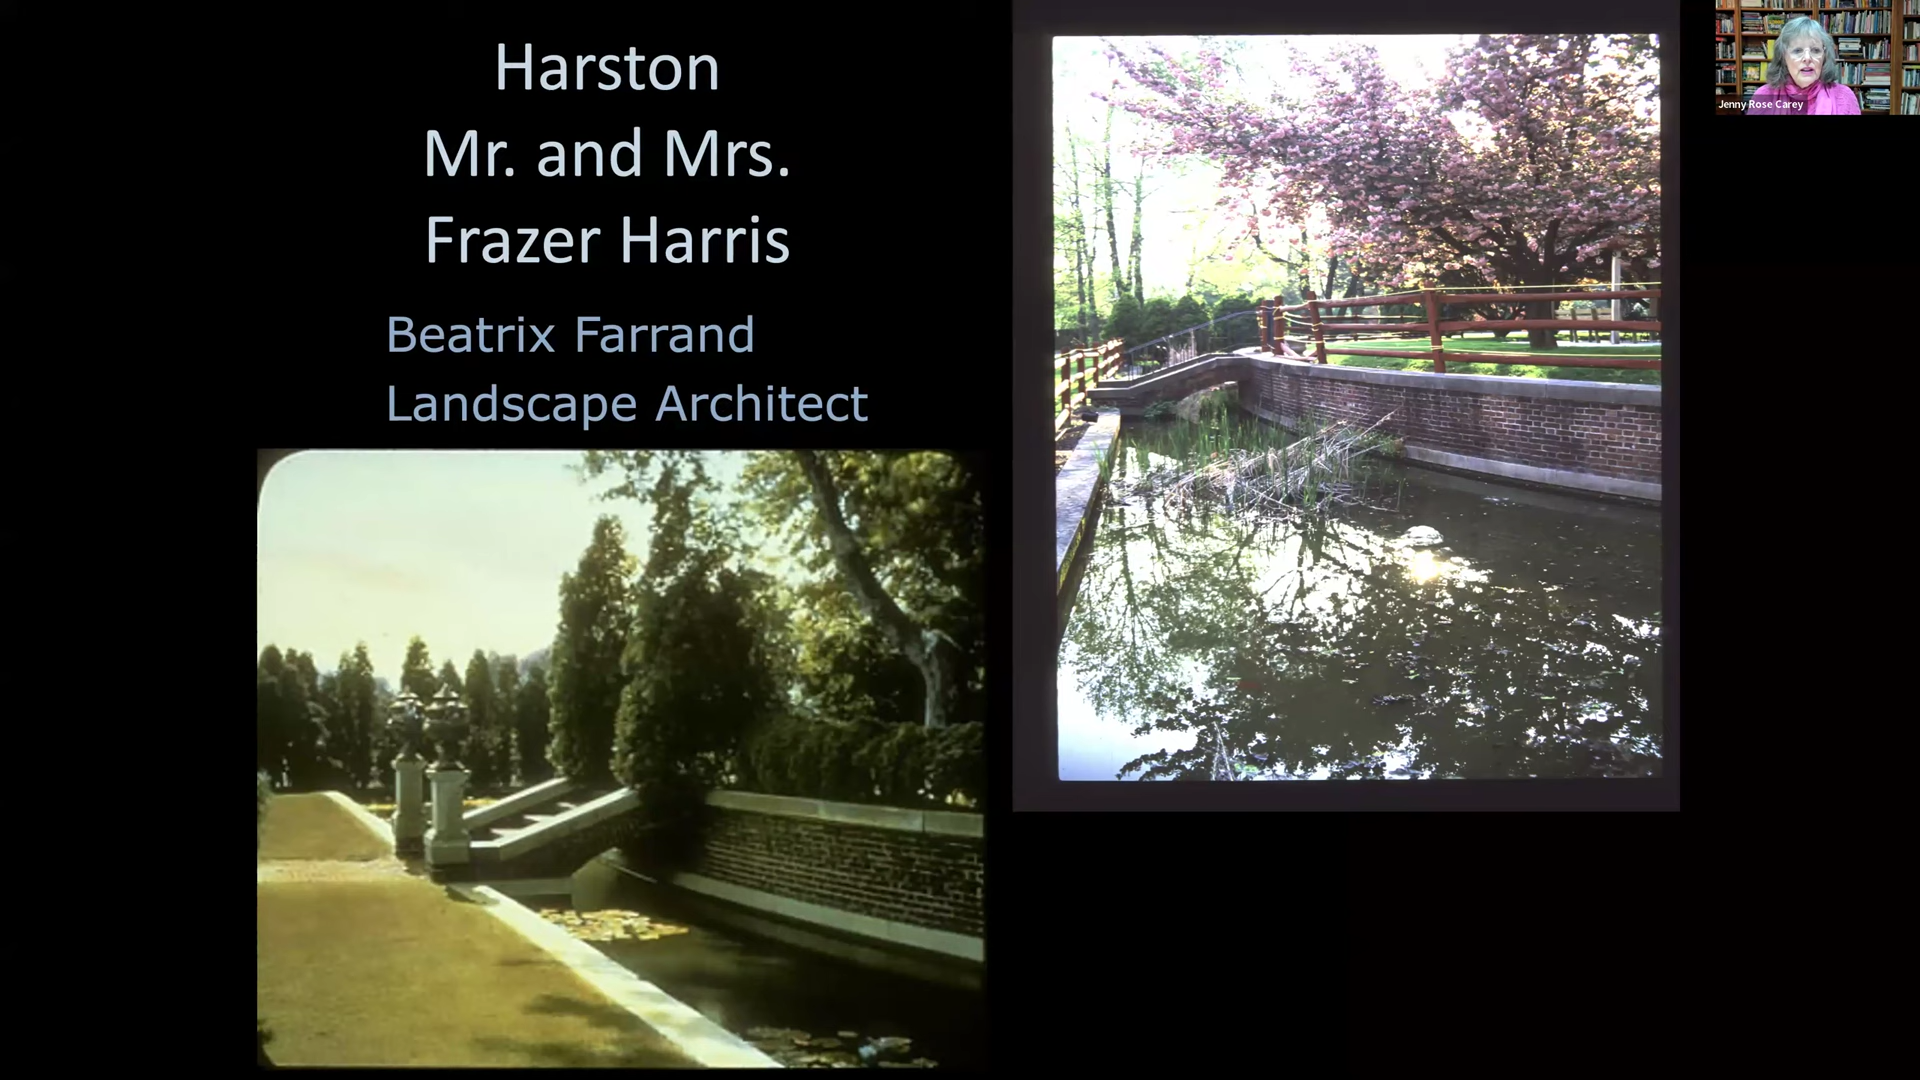 Harston
Mr. and Mrs.
Frazer Harris
Beatrix Farrand
Landscape Architect
Jenny Rose Carey